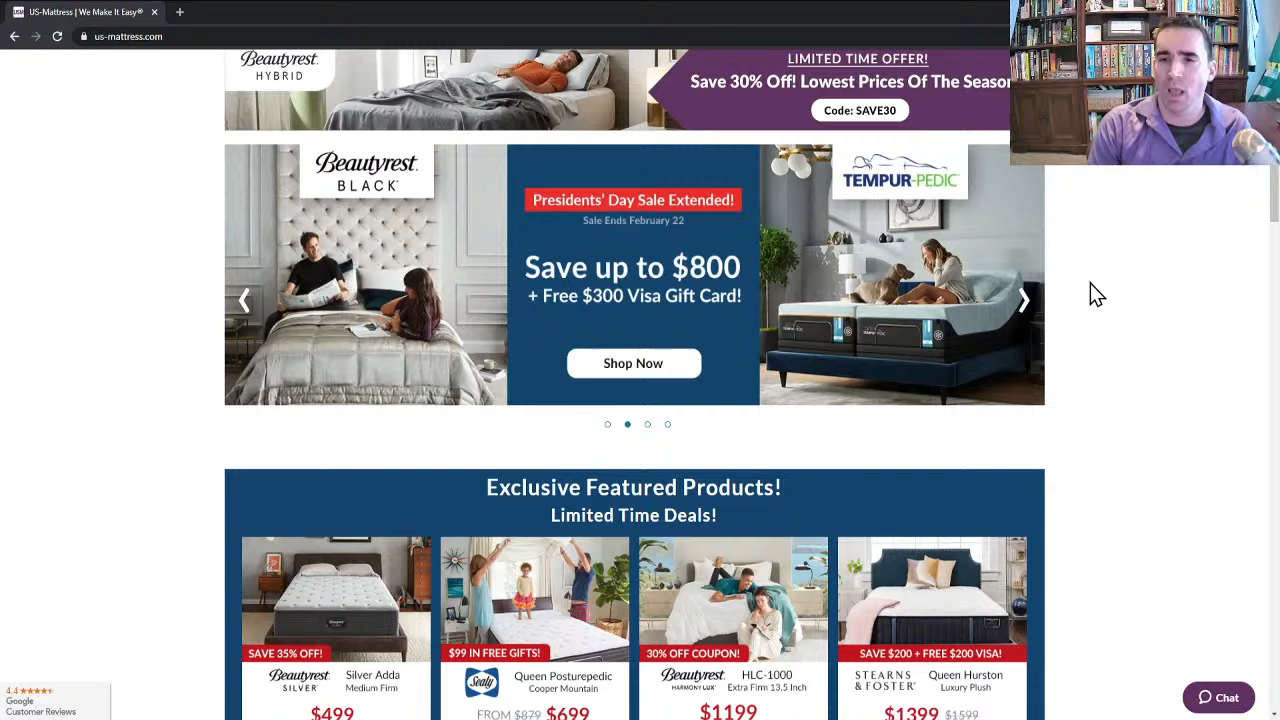 US-Mattress | We Make It Easy®
us-mattress.com
Beautyrest
HYBRID
LIMITED TIME OFFER!
Save 30% Off! Lowest Prices Of The Season
Code: SAVE30
Beautyrest.
BLACK
Presidents' Day Sale Extended!
Sale Ends February 22
Save up to $800
+ Free $300 Visa Gift Card!
Shop Now
TEMPUR-PEDIC
Exclusive Featured Products!
Limited Time Deals!
SAVE 35% OFF!
$99 IN FREE GIFTS!
30% OFF COUPON!
SAVE $200 + FREE $200 VISA!
Beautyrest
SILVER
Silver Adda
Medium Firm
$499
Sealy
Queen Posturepedic
Cooper Mountain
FROM $879 $699
Beautyrest
HARMONY LUX
HLC-1000
Extra Firm 13.5 Inch
$1199
STEARNS
& FOSTER
Queen Hurston
Luxury Plush
$1399 $1599
4.4
Google
Customer Reviews
Chat